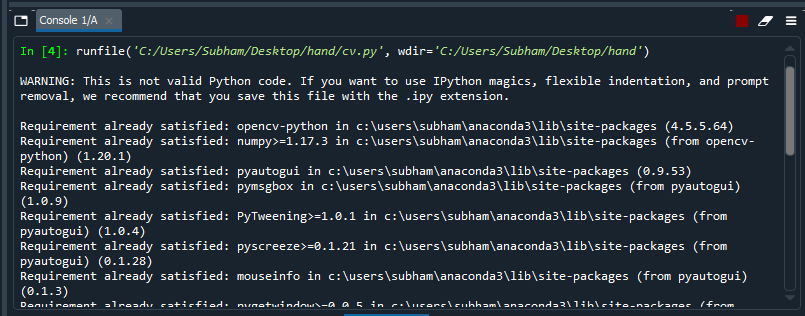 Console 1/A
In [4]: runfile('C:/Users/Subham/Desktop/hand/cv.py', wdir='C:/Users/Subham/Desktop/hand')
WARNING: This is not valid Python code. If you want to use IPython magics, flexible indentation, and prompt
removal, we recommend that you save this file with the .ipy extension.
Requirement already satisfied: opencv-python in c:\users\subham\anaconda3\lib\site-packages (4.5.5.64)
Requirement already satisfied: numpy>=1.17.3 in c:\users\subham\anaconda3\lib\site-packages (from opencv-
python) (1.20.1)
Requirement already satisfied: pyautogui in c:\users\subham\anaconda3\lib\site-packages (0.9.53)
Requirement already satisfied: pymsgbox in c:\users\subham\anaconda3\lib\site-packages (from pyautogui)
(1.0.9)
Requirement already satisfied: PyTweening>=1.0.1 in c:\users\subham\anaconda3\lib\site-packages (from
pyautogui) (1.0.4)
Requirement already satisfied: pyscreeze>=0.1.21 in c:\users\subham\anaconda3\lib\site-packages (from
pyautogui) (0.1.28)
Requirement already satisfied: mouseinfo in c:\users\subham\anaconda3\lib\site-packages (from pyautogui)
(0.1.3)
Requirement already satisfied: pygetwindow>=0.0.5 in c:\users\subham\anaconda3\lib\site-packages (from